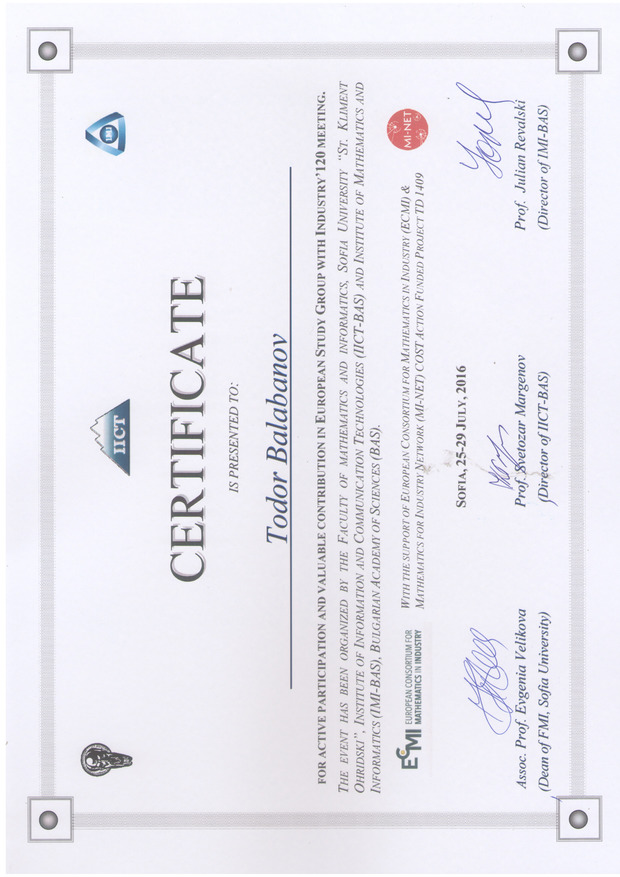 IICT
IMI
CERTIFICATE
IS PRESENTED TO:
Todor Balabanov
FOR ACTIVE PARTICIPATION AND VALUABLE CONTRIBUTION IN EUROPEAN STUDY GROUP WITH INDUSTRY'120 MEETING.
THE EVENT HAS BEEN ORGANIZED BY THE FACULTY OF MATHEMATICS AND INFORMATICS, SOFIA UNIVERSITY "ST. KLIMENT
OHRIDSKI", INSTITUTE OF INFORMATION AND COMMUNICATION TECHNOLOGIES (IICT-BAS) AND INSTITUTE OF MATHEMATICS AND
INFORMATICS (IMI-BAS), BULGARIAN ACADEMY OF SCIENCES (BAS).
ECMI
EUROPEAN CONSORTIUM FOR
MATHEMATICS IN INDUSTRY
WITH THE SUPPORT OF EUROPEAN CONSORTIUM FOR MATHEMATICS IN INDUSTRY (ECMI) &
MATHEMATICS FOR INDUSTRY NETWORK (MI-NET) COST ACTION FUNDED PROJECT TD 1409
MI-NET
SOFIA, 25-29 JULY, 2016
Assoc. Prof. Evgenia Velikova
(Dean of FMI, Sofia University)
Prof. Svetozar Margenov
(Director of IICT-BAS)
Prof. Julian Revalski
(Director of IMI-BAS)